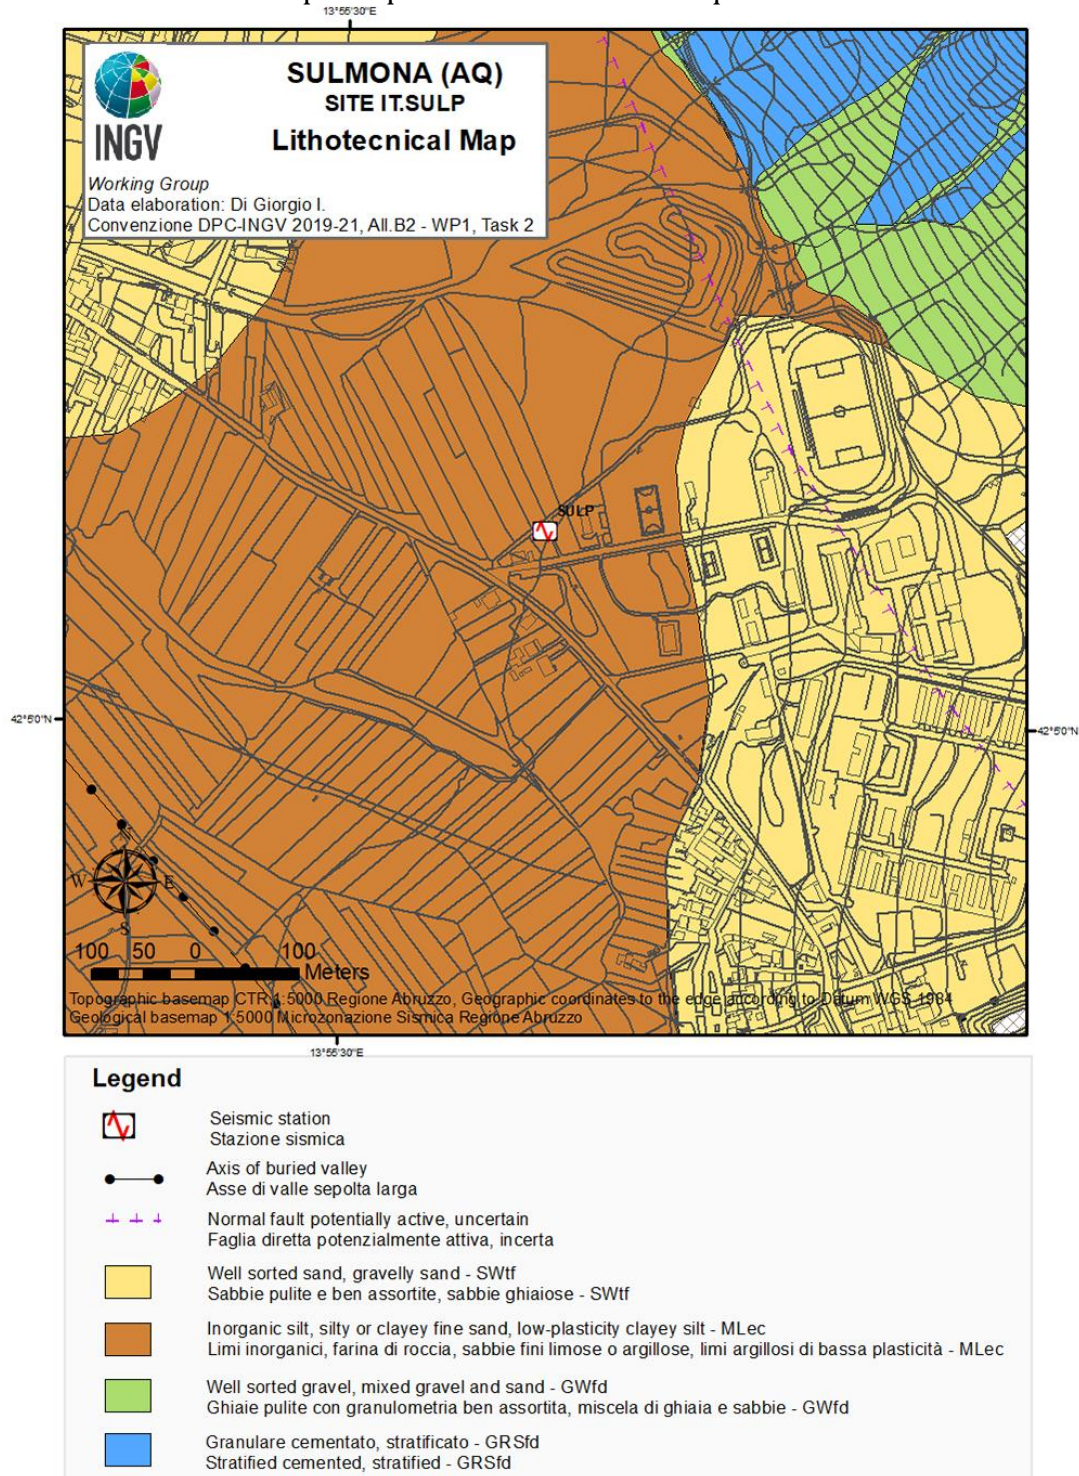 13°55'30"E
INGV
SULMONA (AQ)
SITE IT.SULP
Lithotecnical Map
Working Group
Data elaboration: Di Giorgio I.
Convenzione DPC-INGV 2019-21, All.B2 - WP1, Task 2
SULP
42°5'0"N
42°5'0"N
N
W
E
S
100 50 0 100
Meters
Topographic basemap CTR 1:5000 Regione Abruzzo, Geographic coordinates to the edge according to Datum WGS 1984
Geological basemap 1:5000 Microzonazione Sismica Regione Abruzzo
13°55'30"E
Legend
Seismic station
Stazione sismica
Axis of buried valley
Asse di valle sepolta larga
Normal fault potentially active, uncertain
Faglia diretta potenzialmente attiva, incerta
Well sorted sand, gravelly sand - SWtf
Sabbie pulite e ben assortite, sabbie ghiaiose - SWtf
Inorganic silt, silty or clayey fine sand, low-plasticity clayey silt - MLec
Limi inorganici, farina di roccia, sabbie fini limose o argillose, limi argillosi di bassa plasticità - MLec
Well sorted gravel, mixed gravel and sand - GWfd
Ghiaie pulite con granulometria ben assortita, miscela di ghiaia e sabbie - GWfd
Granulare cementato, stratificato - GRSfd
Stratified cemented, stratified - GRSfd